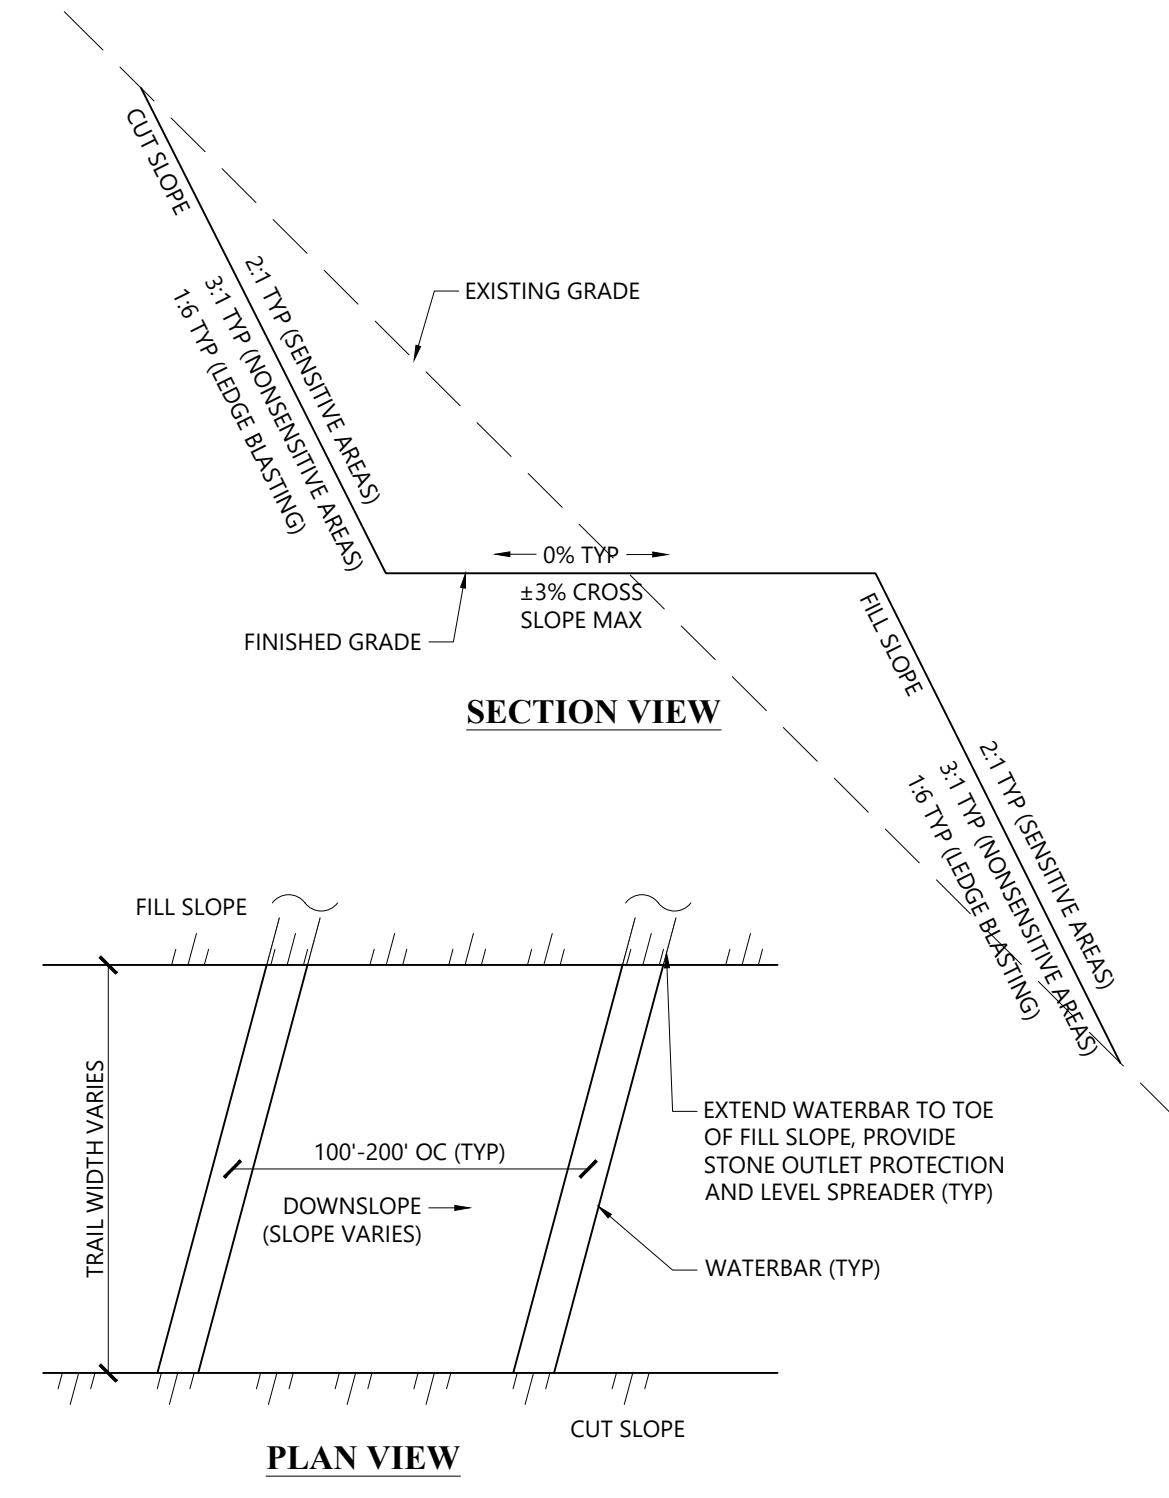 CUT SLOPE
2:1 TYP (SENSITIVE AREAS)
3:1 TYP (NONSENSITIVE AREAS)
1:6 TYP (LEDGE BLASTING)
EXISTING GRADE
0% TYP
±3% CROSS
SLOPE MAX
FINISHED GRADE
FILL SLOPE
2:1 TYP (SENSITIVE AREAS)
3:1 TYP (NONSENSITIVE AREAS)
1:6 TYP (LEDGE BLASTING)
SECTION VIEW
FILL SLOPE
TRAIL WIDTH VARIES
100'-200' OC (TYP)
DOWNSLOPE
(SLOPE VARIES)
EXTEND WATERBAR TO TOE
OF FILL SLOPE, PROVIDE
STONE OUTLET PROTECTION
AND LEVEL SPREADER (TYP)
WATERBAR (TYP)
CUT SLOPE
PLAN VIEW